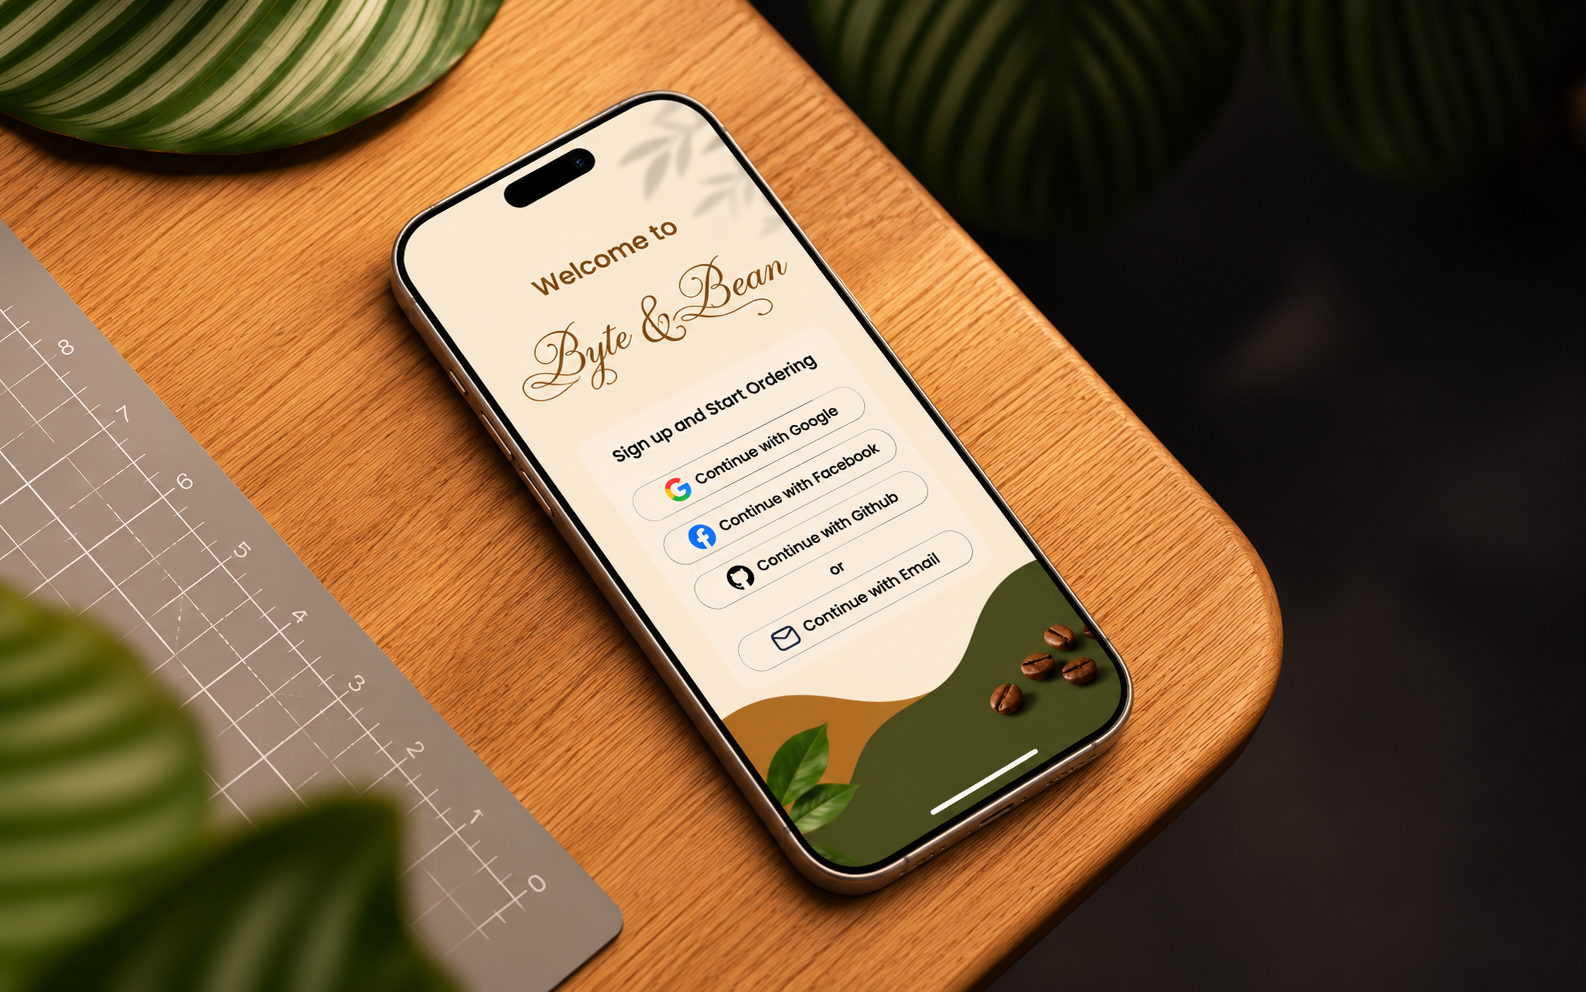 Welcome to
Byte & Bean
Sign up and Start Ordering
Continue with Google
Continue with Facebook
Continue with Github
or
Continue with Email
8
7
6
5
4
3
2
1
0